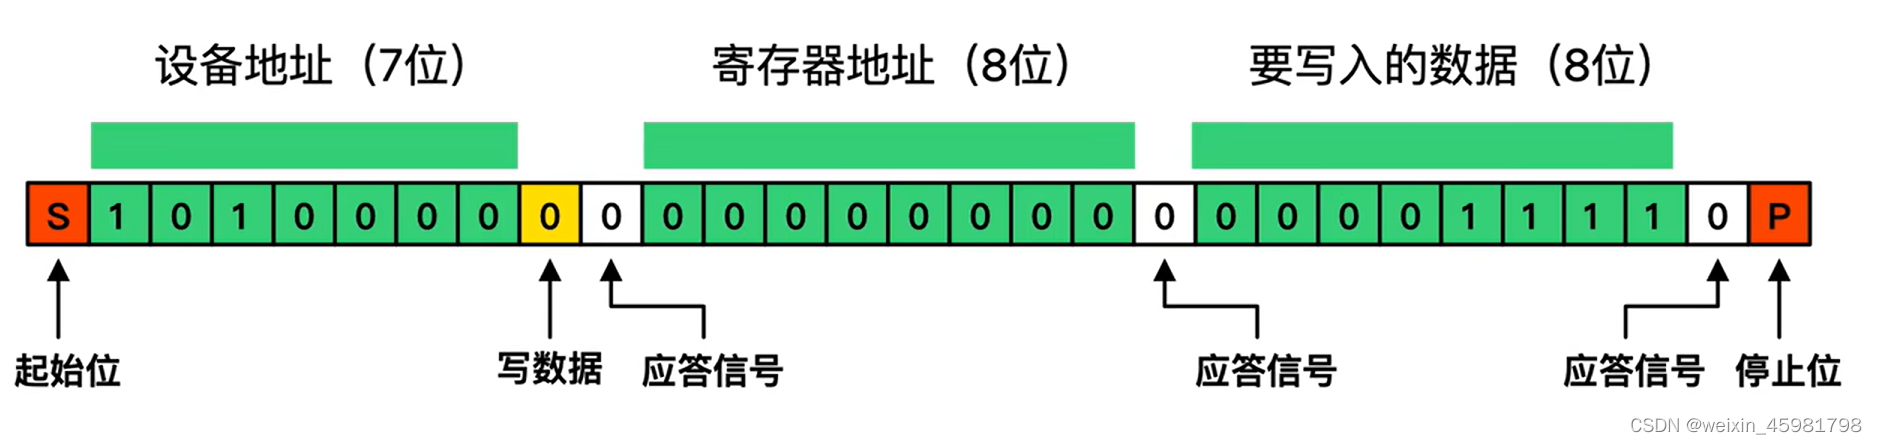 设备地址（7位） 寄存器地址（8位） 要写入的数据（8位）
S 1 0 1 0 0 0 0 0 0 0 0 0 0 0 0 0 0 0 0 0 0 0 1 1 1 1 0 P
起始位 写数据 应答信号 应答信号 应答信号 停止位
CSDN @weixin_45981798